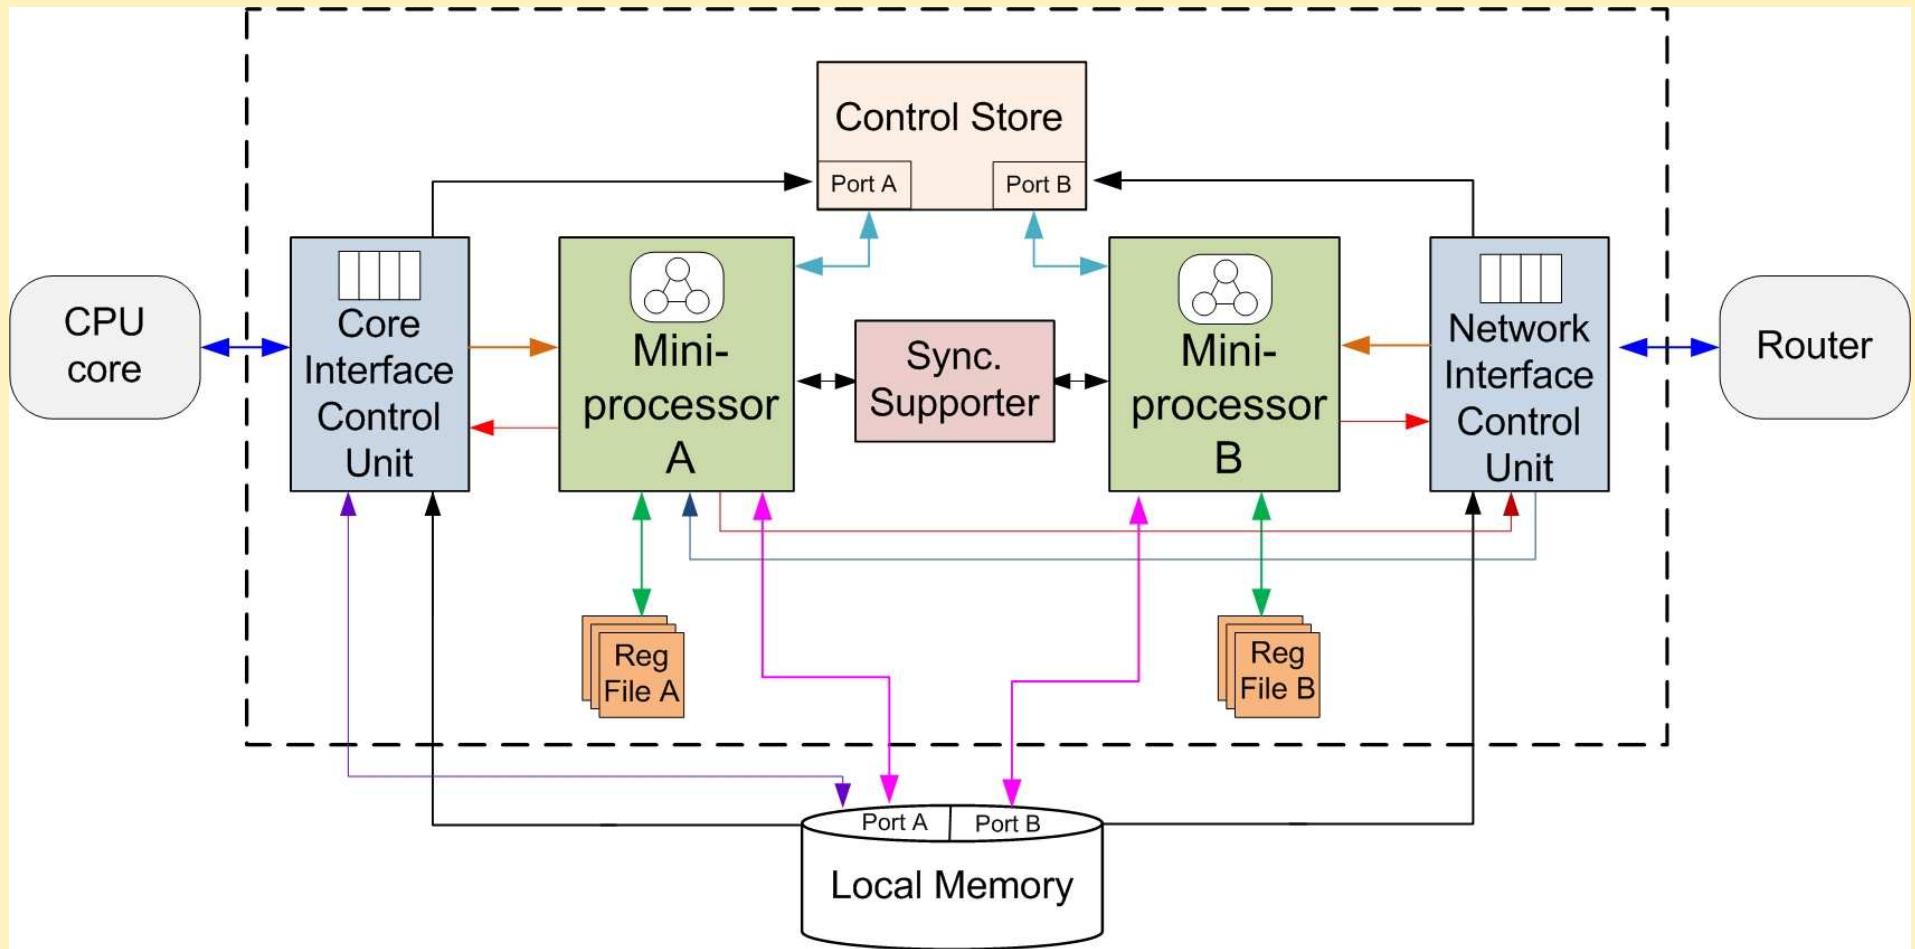 Control Store
Port A
Port B
CPU
core
Core
Interface
Control
Unit
Mini-
processor
A
Sync.
Supporter
Mini-
processor
B
Network
Interface
Control
Unit
Router
Reg
File A
Reg
File B
Port A
Port B
Local Memory